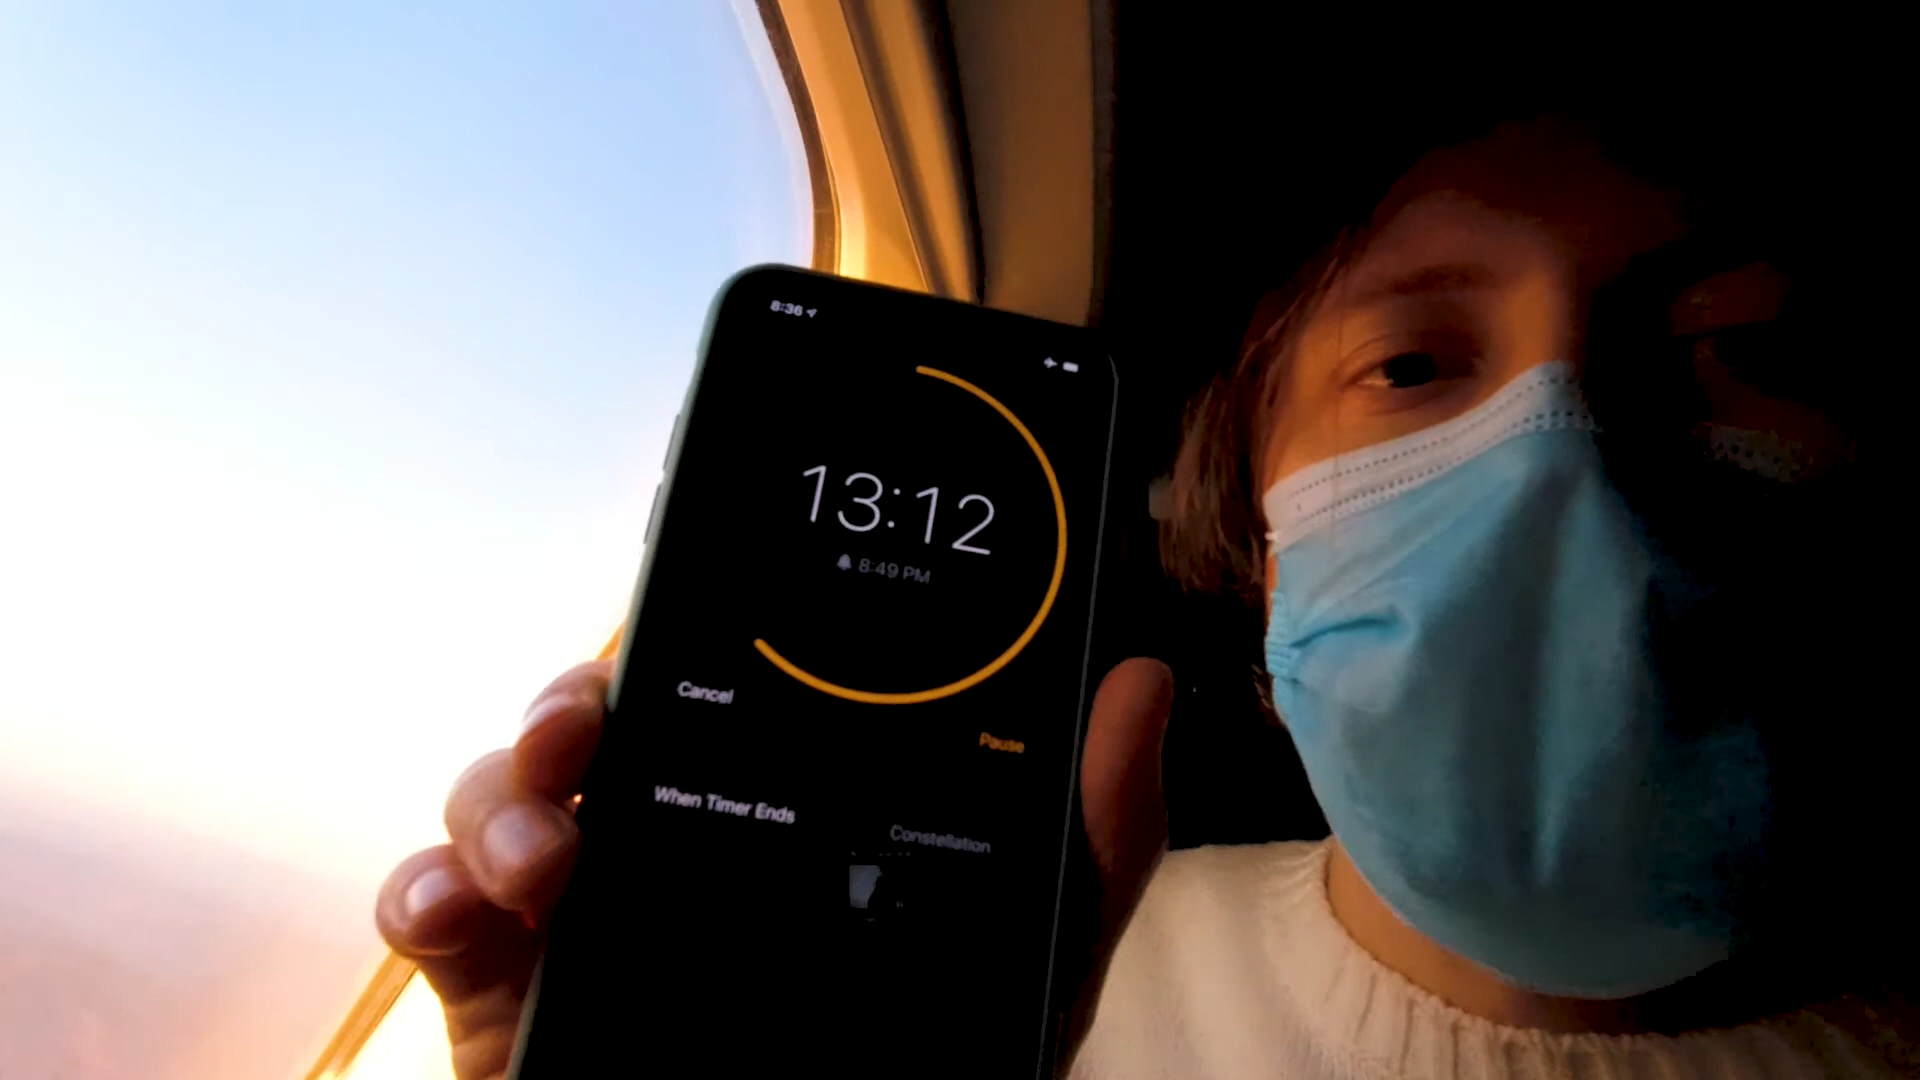 8:36
13:12
8:49 PM
Cancel
Pause
When Timer Ends
Constellation